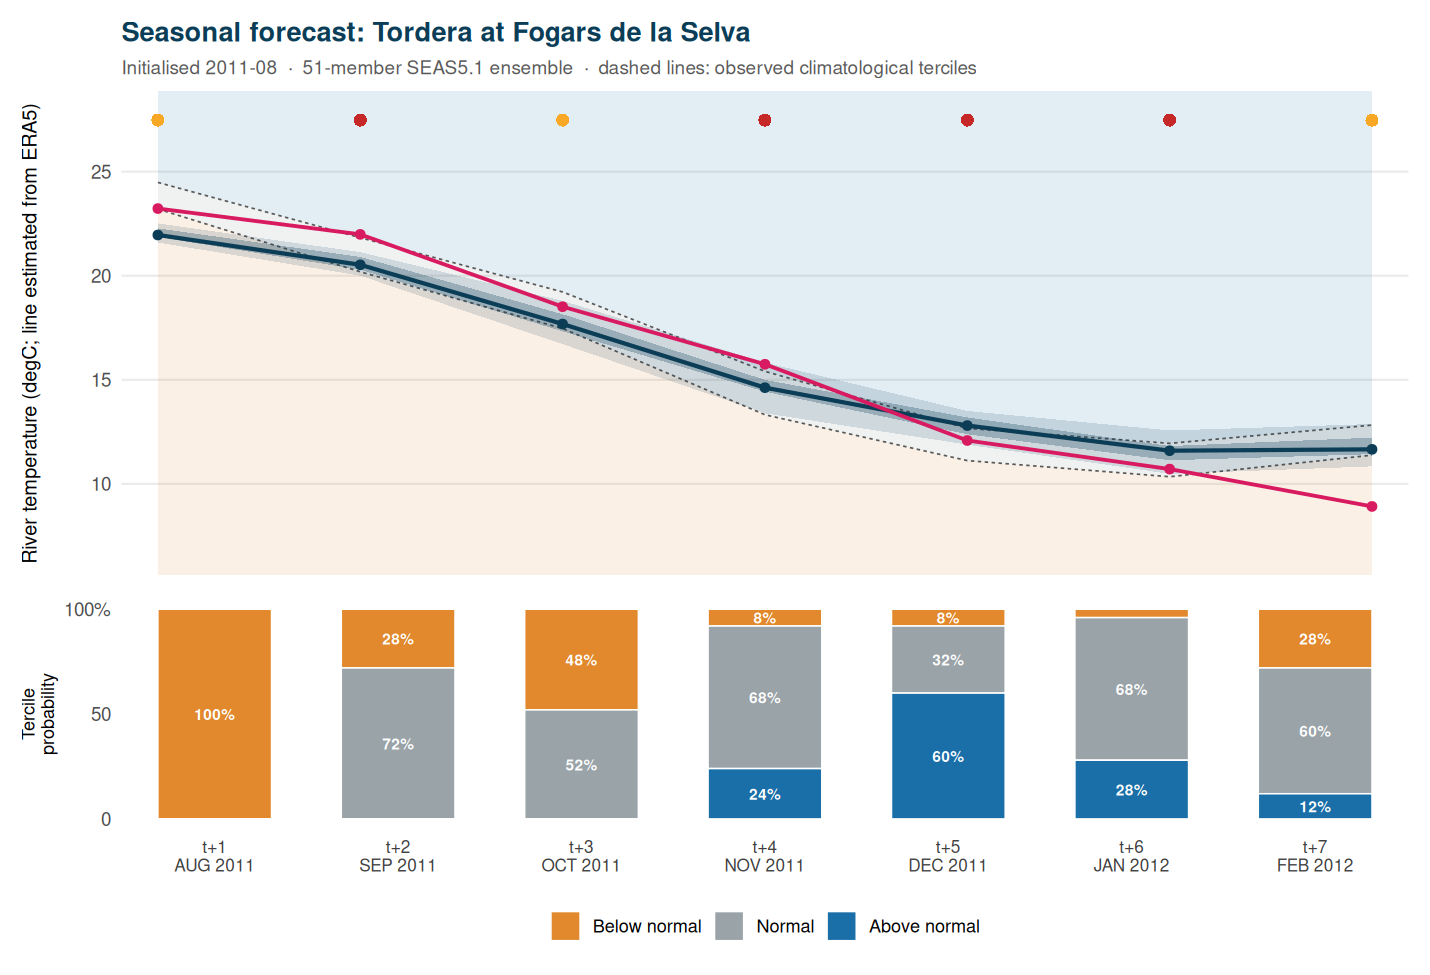 Seasonal forecast: Tordera at Fogars de la Selva
Initialised 2011-08 · 51-member SEAS5.1 ensemble · dashed lines: observed climatological terciles
River temperature (degC; line estimated from ERA5)
25
20
15
10
Tercile
probability
100%
50
0
100%
28%
72%
48%
52%
8%
68%
24%
8%
32%
60%
68%
28%
28%
60%
12%
t+1
AUG 2011
t+2
SEP 2011
t+3
OCT 2011
t+4
NOV 2011
t+5
DEC 2011
t+6
JAN 2012
t+7
FEB 2012
Below normal
Normal
Above normal